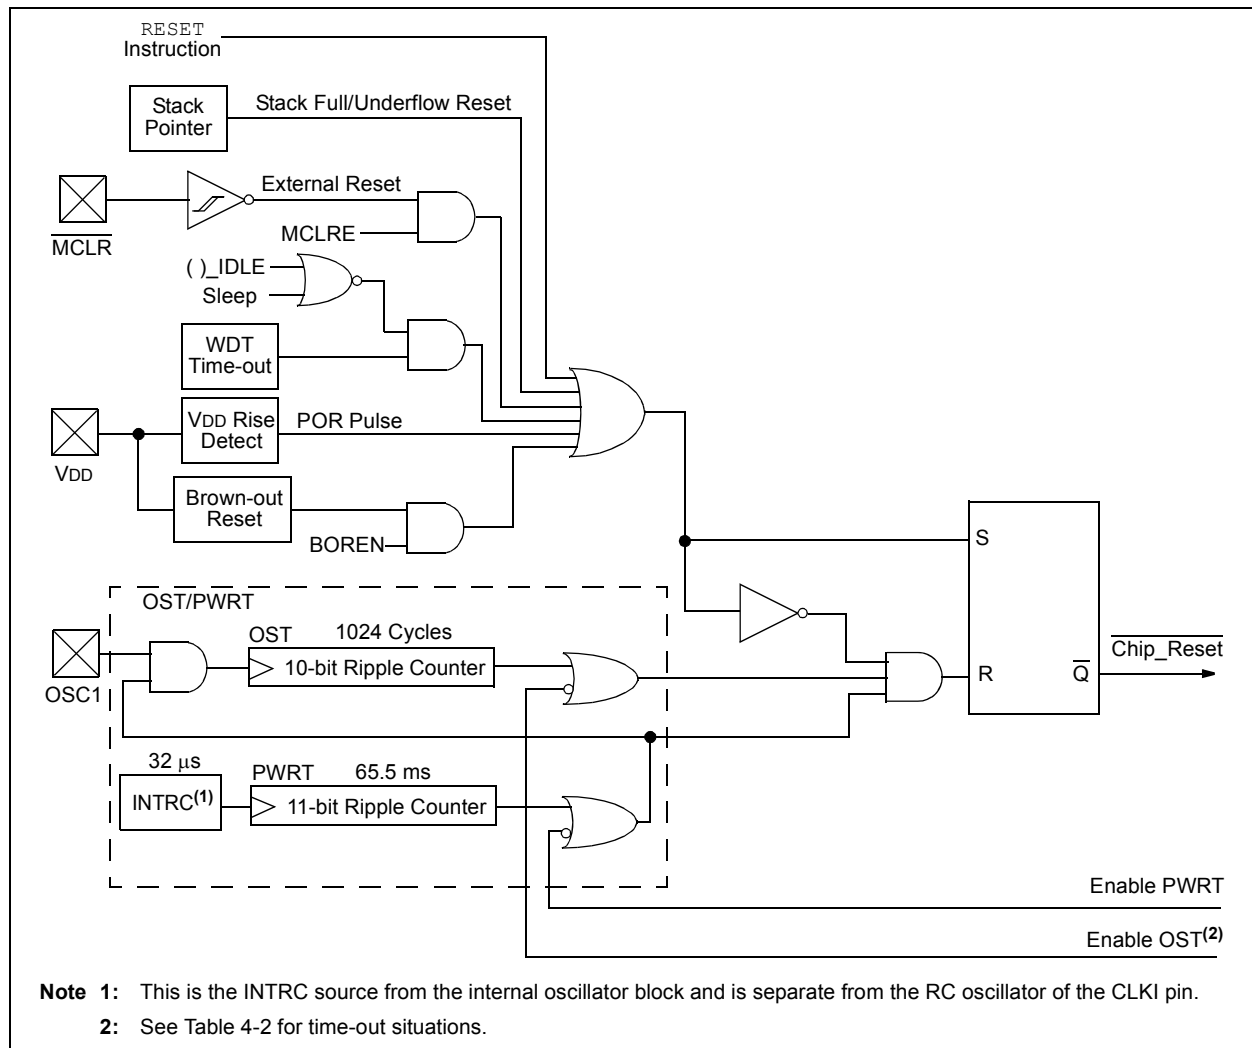 RESET
Instruction
Stack
Pointer
Stack Full/Underflow Reset
External Reset
MCLR
MCLRE
( )_IDLE
Sleep
WDT
Time-out
VDD Rise
Detect
POR Pulse
VDD
Brown-out
Reset
BOREN
S
OST/PWRT
OST
1024 Cycles
10-bit Ripple Counter
OSC1
Chip_Reset
R
Q
32 μs
PWRT
65.5 ms
INTRC(1)
11-bit Ripple Counter
Enable PWRT
Enable OST(2)
Note 1: This is the INTRC source from the internal oscillator block and is separate from the RC oscillator of the CLKI pin.
2: See Table 4-2 for time-out situations.